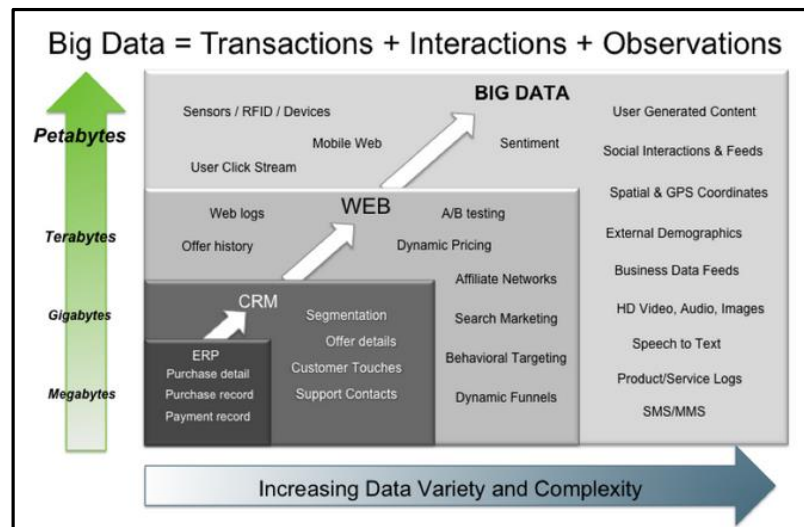 Big Data = Transactions + Interactions + Observations
Petabytes
Terabytes
Gigabytes
Megabytes
BIG DATA
Sensors / RFID / Devices
Mobile Web
User Click Stream
Sentiment
User Generated Content
Social Interactions & Feeds
Spatial & GPS Coordinates
External Demographics
Business Data Feeds
HD Video, Audio, Images
Speech to Text
Product/Service Logs
SMS/MMS
WEB
Web logs
Offer history
A/B testing
Dynamic Pricing
Affiliate Networks
Search Marketing
Behavioral Targeting
Dynamic Funnels
CRM
Segmentation
Offer details
Customer Touches
Support Contacts
ERP
Purchase detail
Purchase record
Payment record
Increasing Data Variety and Complexity